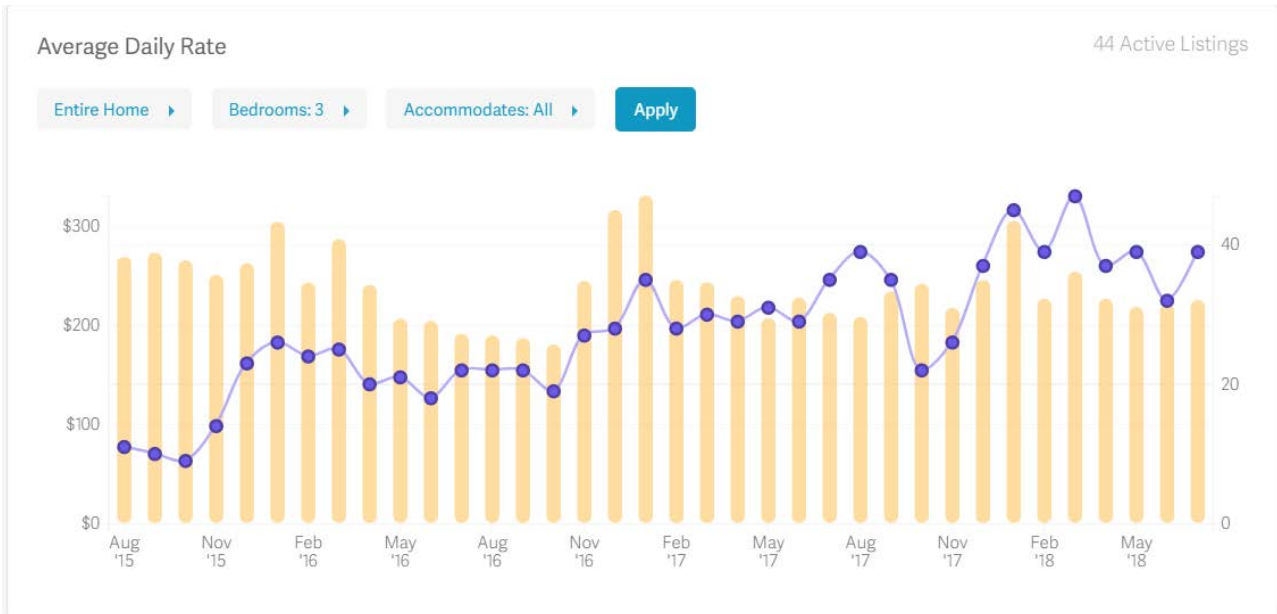 Average Daily Rate
44 Active Listings
Entire Home
Bedrooms: 3
Accommodates: All
Apply
$300
$200
$100
$0
40
20
0
Aug '15
Nov '15
Feb '16
May '16
Aug '16
Nov '16
Feb '17
May '17
Aug '17
Nov '17
Feb '18
May '18